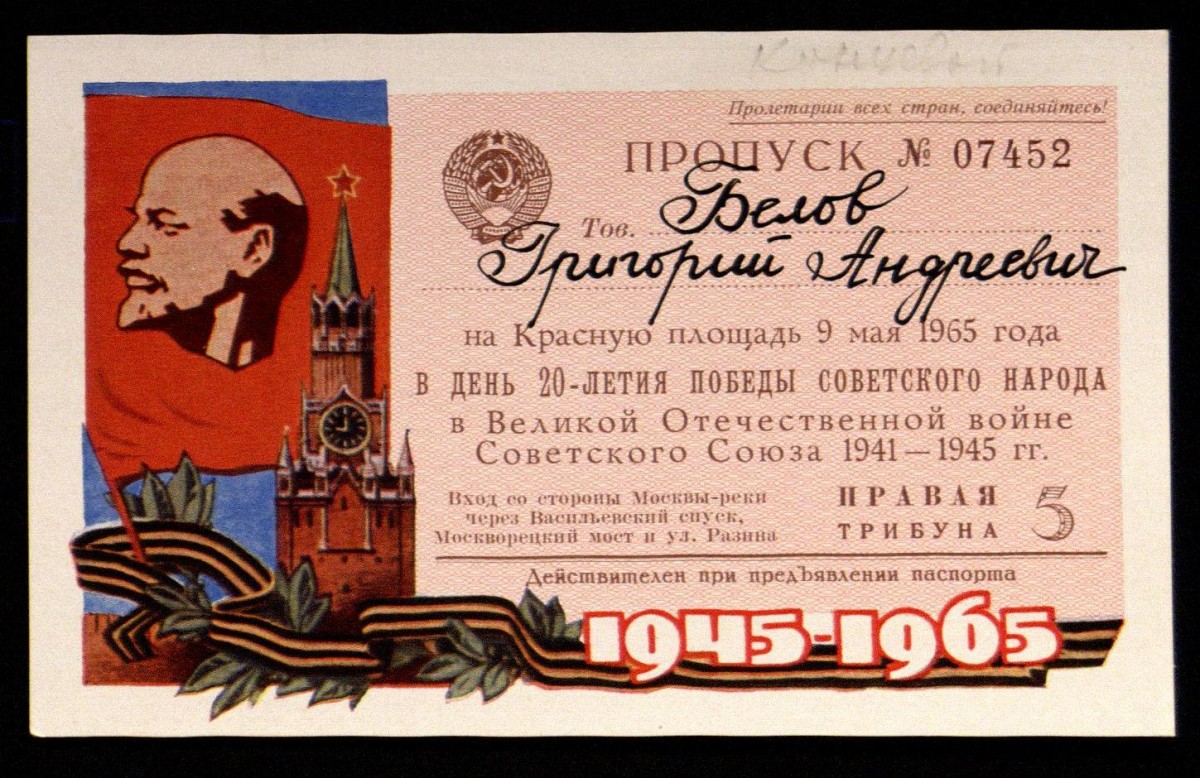 Пролетарии всех стран, соединяйтесь!
ПРОПУСК № 07452
Тов. Белов
Григорий Андреевич
на Красную площадь 9 мая 1965 года
В ДЕНЬ 20-ЛЕТИЯ ПОБЕДЫ СОВЕТСКОГО НАРОДА
в Великой Отечественной войне
Советского Союза 1941—1945 гг.
Вход со стороны Москвы-реки
через Васильевский спуск,
Москворецкий мост и ул. Разина
ПРАВАЯ
ТРИБУНА 5
Действителен при предъявлении паспорта
1945-1965